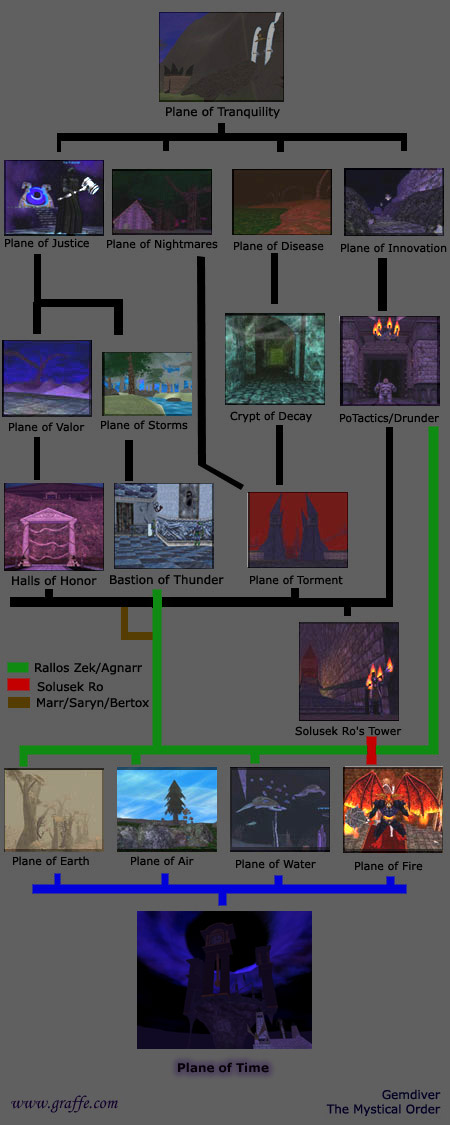 Plane of Tranquility
Plane of Justice
Plane of Nightmares
Plane of Disease
Plane of Innovation
Plane of Valor
Plane of Storms
Crypt of Decay
PoTactics/Drunder
Halls of Honor
Bastion of Thunder
Plane of Torment
Rallos Zek/Agnarr
Solusek Ro
Marr/Saryn/Bertox
Solusek Ro's Tower
Plane of Earth
Plane of Air
Plane of Water
Plane of Fire
Plane of Time
www.graffe.com
Gemdiver
The Mystical Order